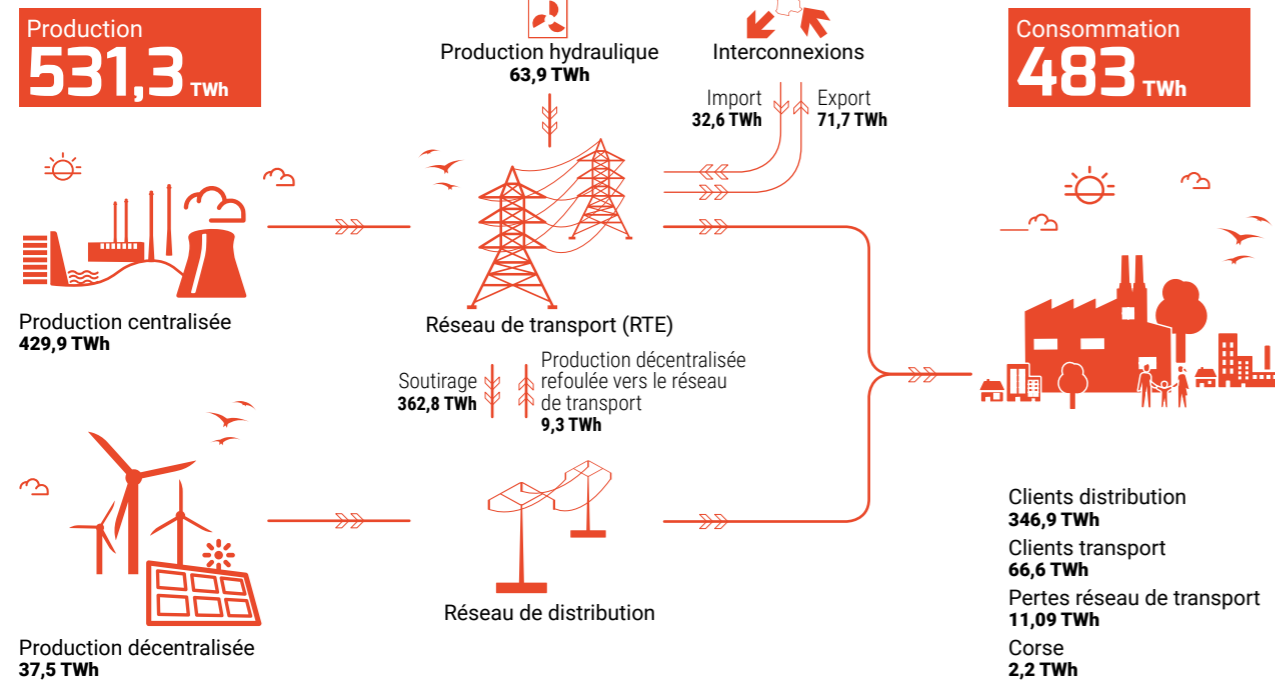 Production
531,3 TWh
Production hydraulique
63,9 TWh
Interconnexions
Import
32,6 TWh
Export
71,7 TWh
Consommation
483 TWh
Production centralisée
429,9 TWh
Réseau de transport (RTE)
Soutirage
362,8 TWh
Production décentralisée
refoulée vers le réseau
de transport
9,3 TWh
Réseau de distribution
Production décentralisée
37,5 TWh
Clients distribution
346,9 TWh
Clients transport
66,6 TWh
Pertes réseau de transport
11,09 TWh
Corse
2,2 TWh